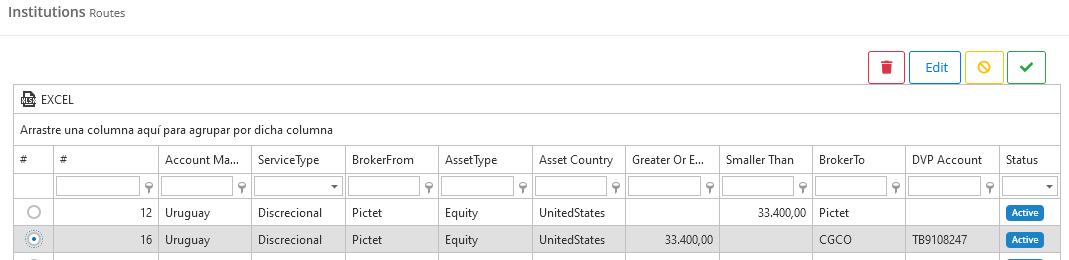 Institutions Routes
Edit
XLSX EXCEL
Arrastre una columna aquí para agrupar por dicha columna
# # Account Ma... ServiceType BrokerFrom AssetType Asset Country Greater Or E... Smaller Than BrokerTo DVP Account Status
12 Uruguay Discrecional Pictet Equity UnitedStates 33.400,00 Pictet Active
16 Uruguay Discrecional Pictet Equity UnitedStates 33.400,00 CGCO TB9108247 Active